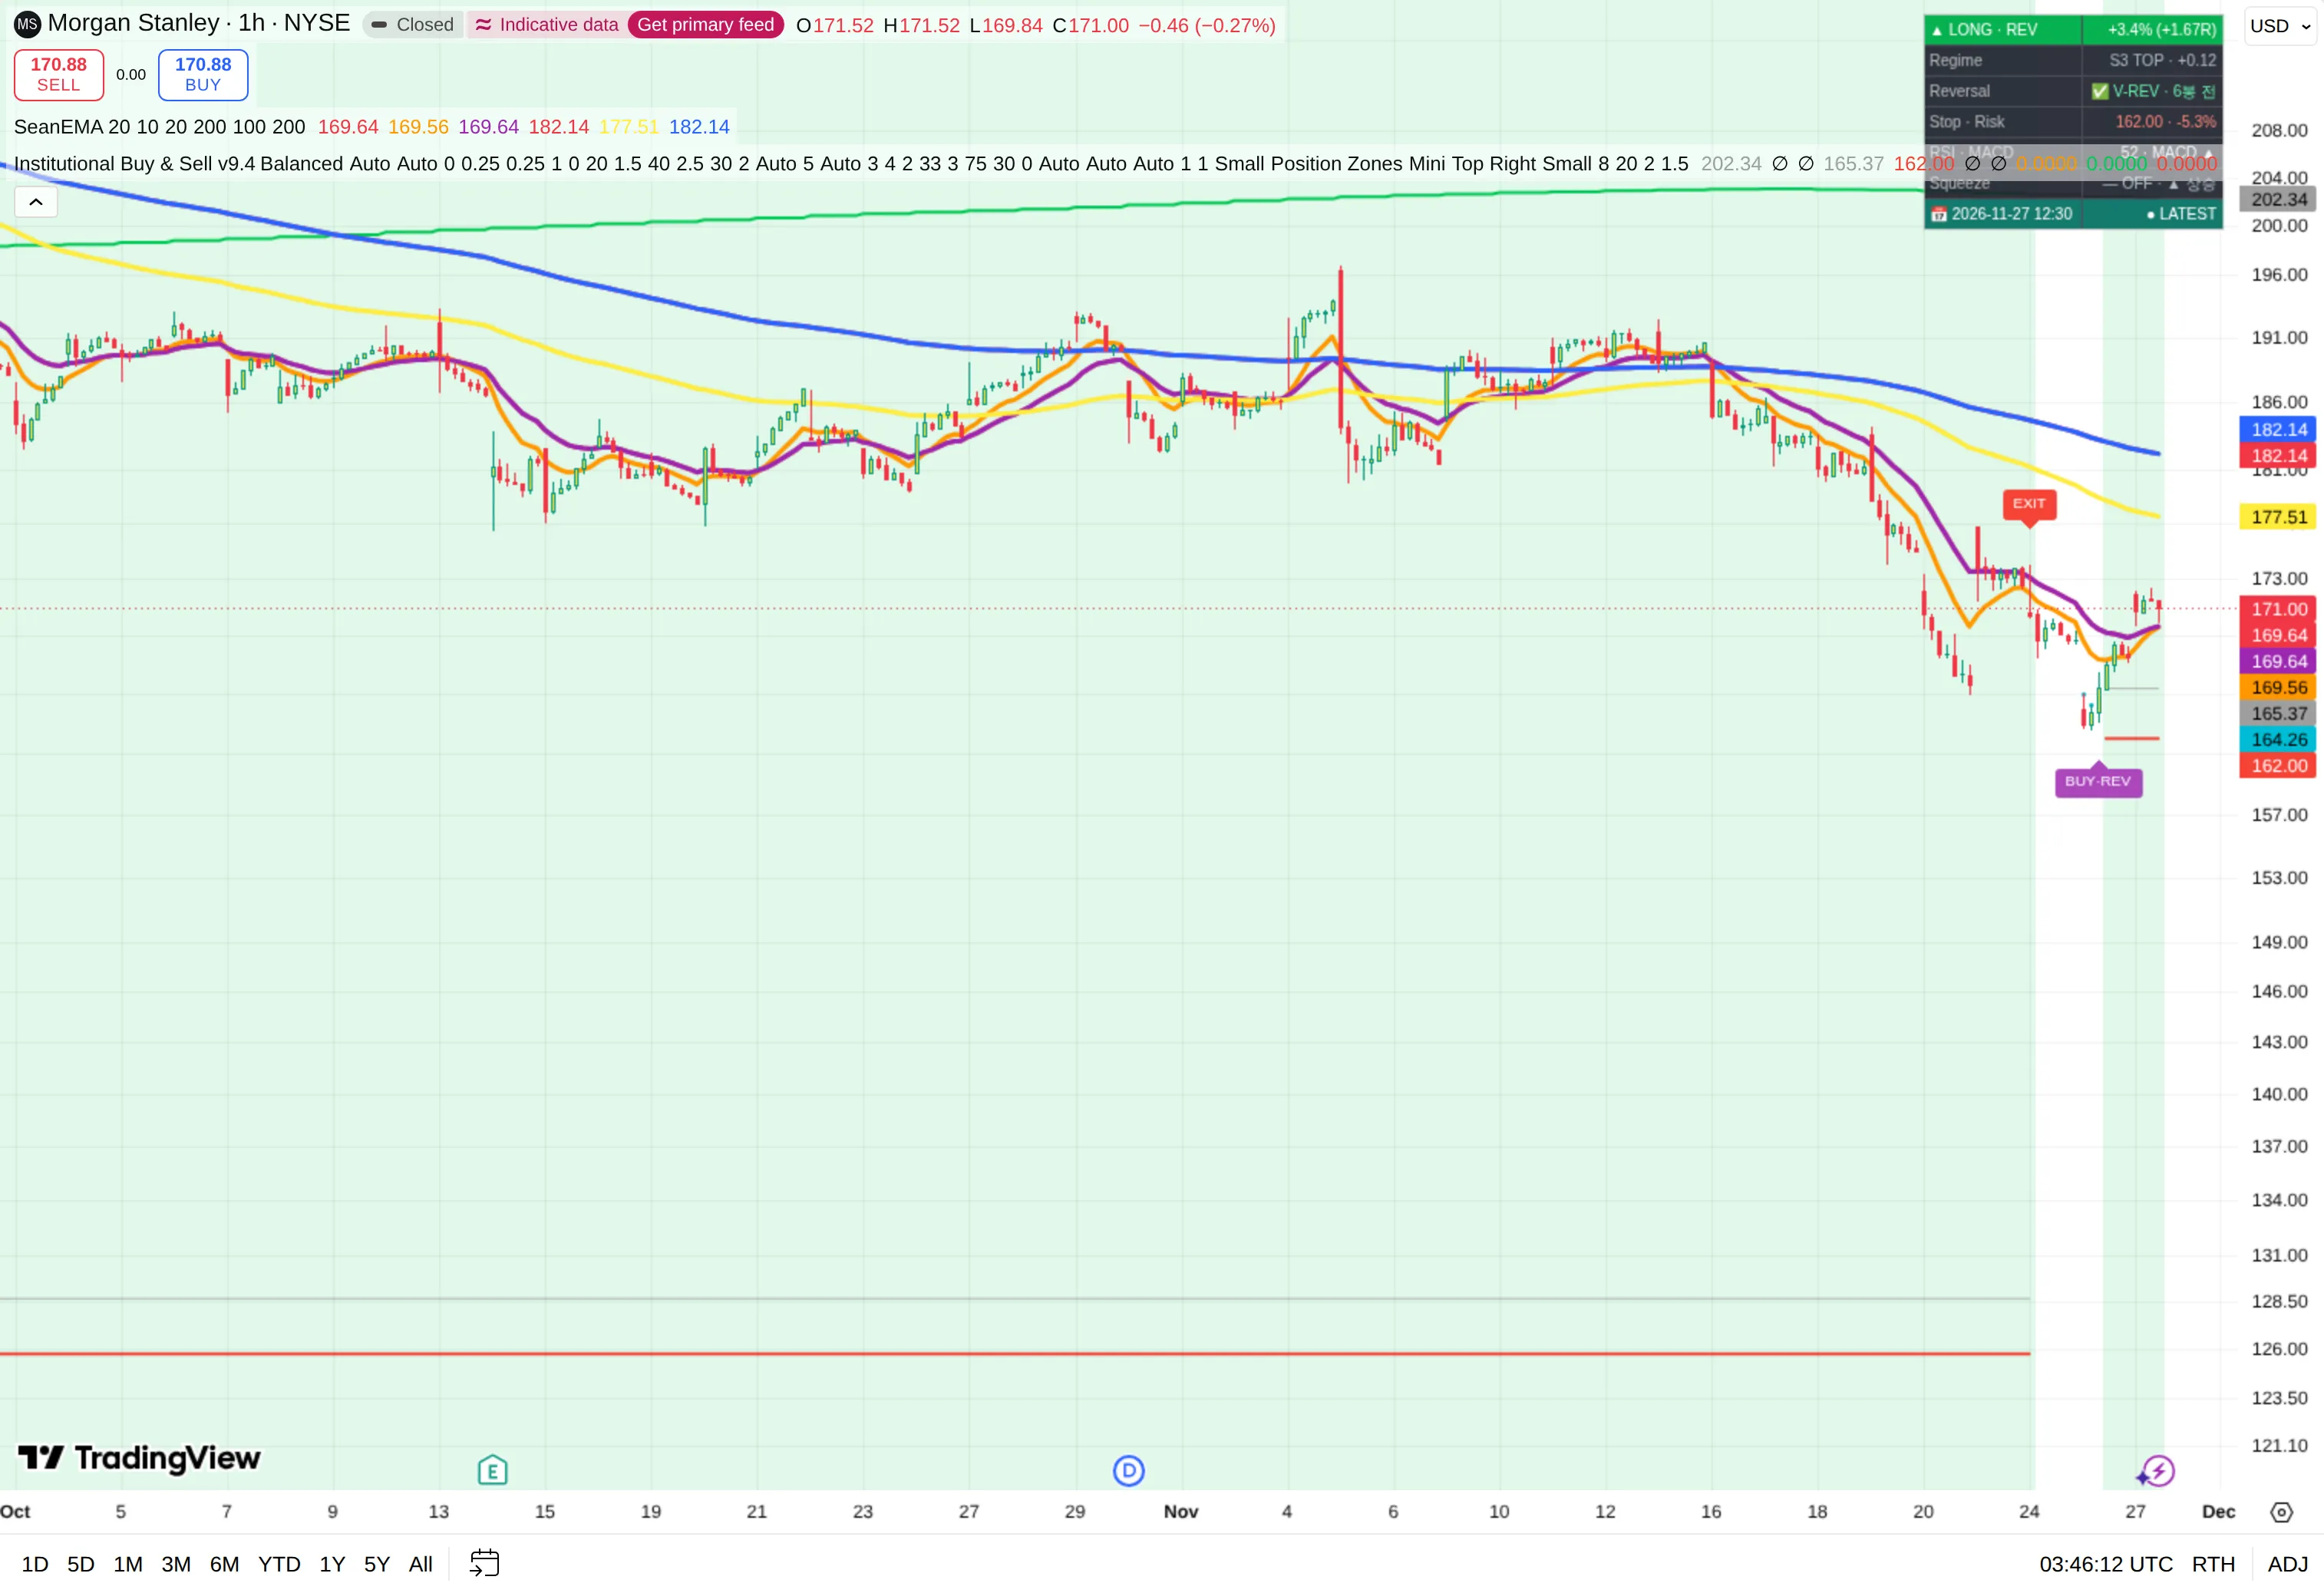 MS Morgan Stanley · 1h · NYSE Closed Indicative data Get primary feed O171.52 H171.52 L169.84 C171.00 −0.46 (−0.27%)
170.88 SELL 0.00 170.88 BUY
SeanEMA 20 10 20 200 100 200 169.64 169.56 169.64 182.14 177.51 182.14
Institutional Buy & Sell v9.4 Balanced Auto Auto 0 0.25 0.25 1 0 20 1.5 40 2.5 30 2 Auto 5 Auto 3 4 2 33 3 75 30 0 Auto Auto Auto 1 1 Small Position Zones Mini Top Right Small 8 20 2 1.5 202.34 ∅ ∅ 165.37 162.00 ∅ ∅ 0.0000 0.0000 0.0000
▲ LONG · REV +3.4% (+1.67R)
Regime S3 TOP · +0.12
Reversal ✅ V-REV · 6봉 전
Stop · Risk 162.00 · -5.3%
RSI · MACD 52 · MACD ▲
Squeeze — OFF · ▲ 상승
📅 2026-11-27 12:30 ● LATEST
USD
208.00
204.00
202.34
200.00
196.00
191.00
186.00
182.14
182.14
181.00
177.51
173.00
171.00
169.64
169.64
169.56
165.37
164.26
162.00
157.00
153.00
149.00
146.00
143.00
140.00
137.00
134.00
131.00
128.50
126.00
123.50
121.10
EXIT
BUY·REV
TradingView
E
D
Oct 5 7 9 13 15 19 21 23 27 29 Nov 4 6 10 12 16 18 20 24 27 Dec
1D 5D 1M 3M 6M YTD 1Y 5Y All 03:46:12 UTC RTH ADJ